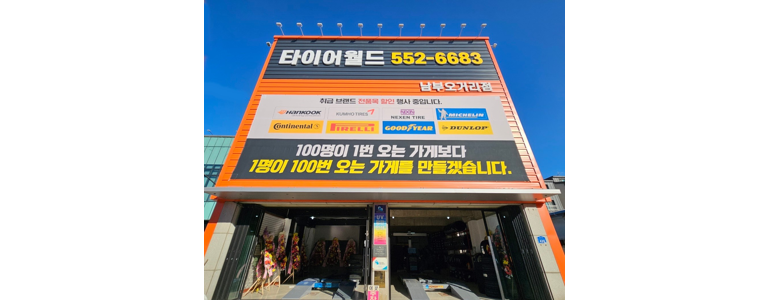 타이어월드 552-6683
남부오거리점
취급 브랜드 전품목 할인 행사 중입니다.
HANKOOK KUMHO TIRES NEXEN TIRE MICHELIN
Continental PIRELLI GOODYEAR DUNLOP
100명이 1번 오는 가게보다
1명이 100번 오는 가게를 만들겠습니다.